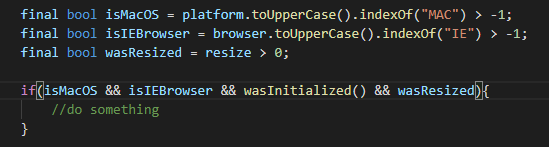 final bool isMacOS = platform.toUpperCase().indexOf("MAC") > -1;
final bool isIEBrowser = browser.toUpperCase().indexOf("IE") > -1;
final bool wasResized = resize > 0;
if(isMacOS && isIEBrowser && wasInitialized() && wasResized){
//do something
}